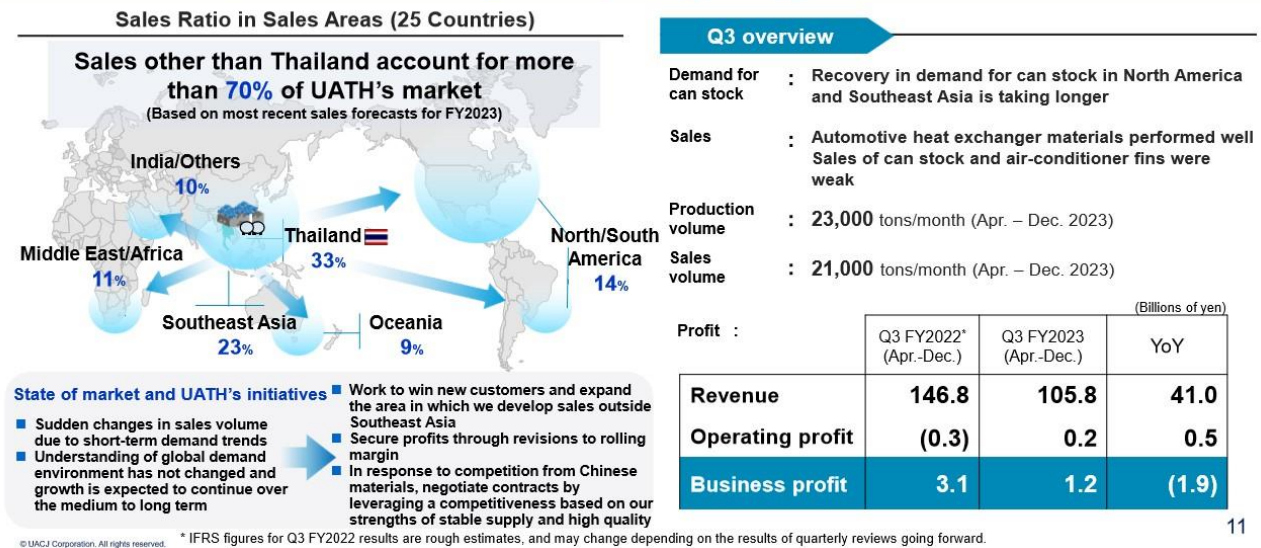 Sales Ratio in Sales Areas (25 Countries)
Sales other than Thailand account for more
than 70% of UATH's market
(Based on most recent sales forecasts for FY2023)
India/Others
10%
Thailand
33%
North/South
America
14%
Middle East/Africa
11%
Southeast Asia
23%
Oceania
9%
State of market and UATH's initiatives
■ Sudden changes in sales volume
due to short-term demand trends
■ Understanding of global demand
environment has not changed and
growth is expected to continue over
the medium to long term
■ Work to win new customers and expand
the area in which we develop sales outside
Southeast Asia
■ Secure profits through revisions to rolling
margin
■ In response to competition from Chinese
materials, negotiate contracts by
leveraging a competitiveness based on our
strengths of stable supply and high quality
Q3 overview
Demand for
can stock
: Recovery in demand for can stock in North America
and Southeast Asia is taking longer
Sales : Automotive heat exchanger materials performed well
Sales of can stock and air-conditioner fins were
weak
Production
volume
: 23,000 tons/month (Apr. – Dec. 2023)
Sales
volume
: 21,000 tons/month (Apr. – Dec. 2023)
Profit :
(Billions of yen)
Q3 FY2022*
(Apr.-Dec.)
Q3 FY2023
(Apr.-Dec.)
YoY
Revenue 146.8 105.8 41.0
Operating profit (0.3) 0.2 0.5
Business profit 3.1 1.2 (1.9)
11
© UACJ Corporation. All rights reserved.
* IFRS figures for Q3 FY2022 results are rough estimates, and may change depending on the results of quarterly reviews going forward.